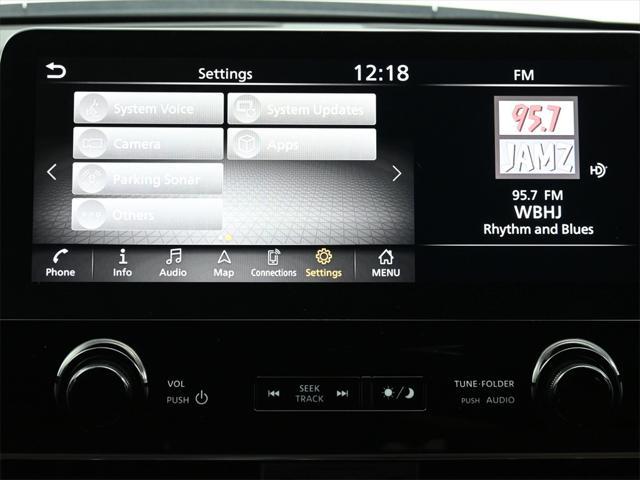 Settings
12:18
FM
System Voice
System Updates
Camera
Apps
Parking Sonar
Others
95.7
JAMZ
HD
95.7 FM
WBHJ
Rhythm and Blues
Phone
Info
Audio
Map
Connections
Settings
MENU
VOL
PUSH
SEEK
TRACK
TUNE·FOLDER
PUSH AUDIO